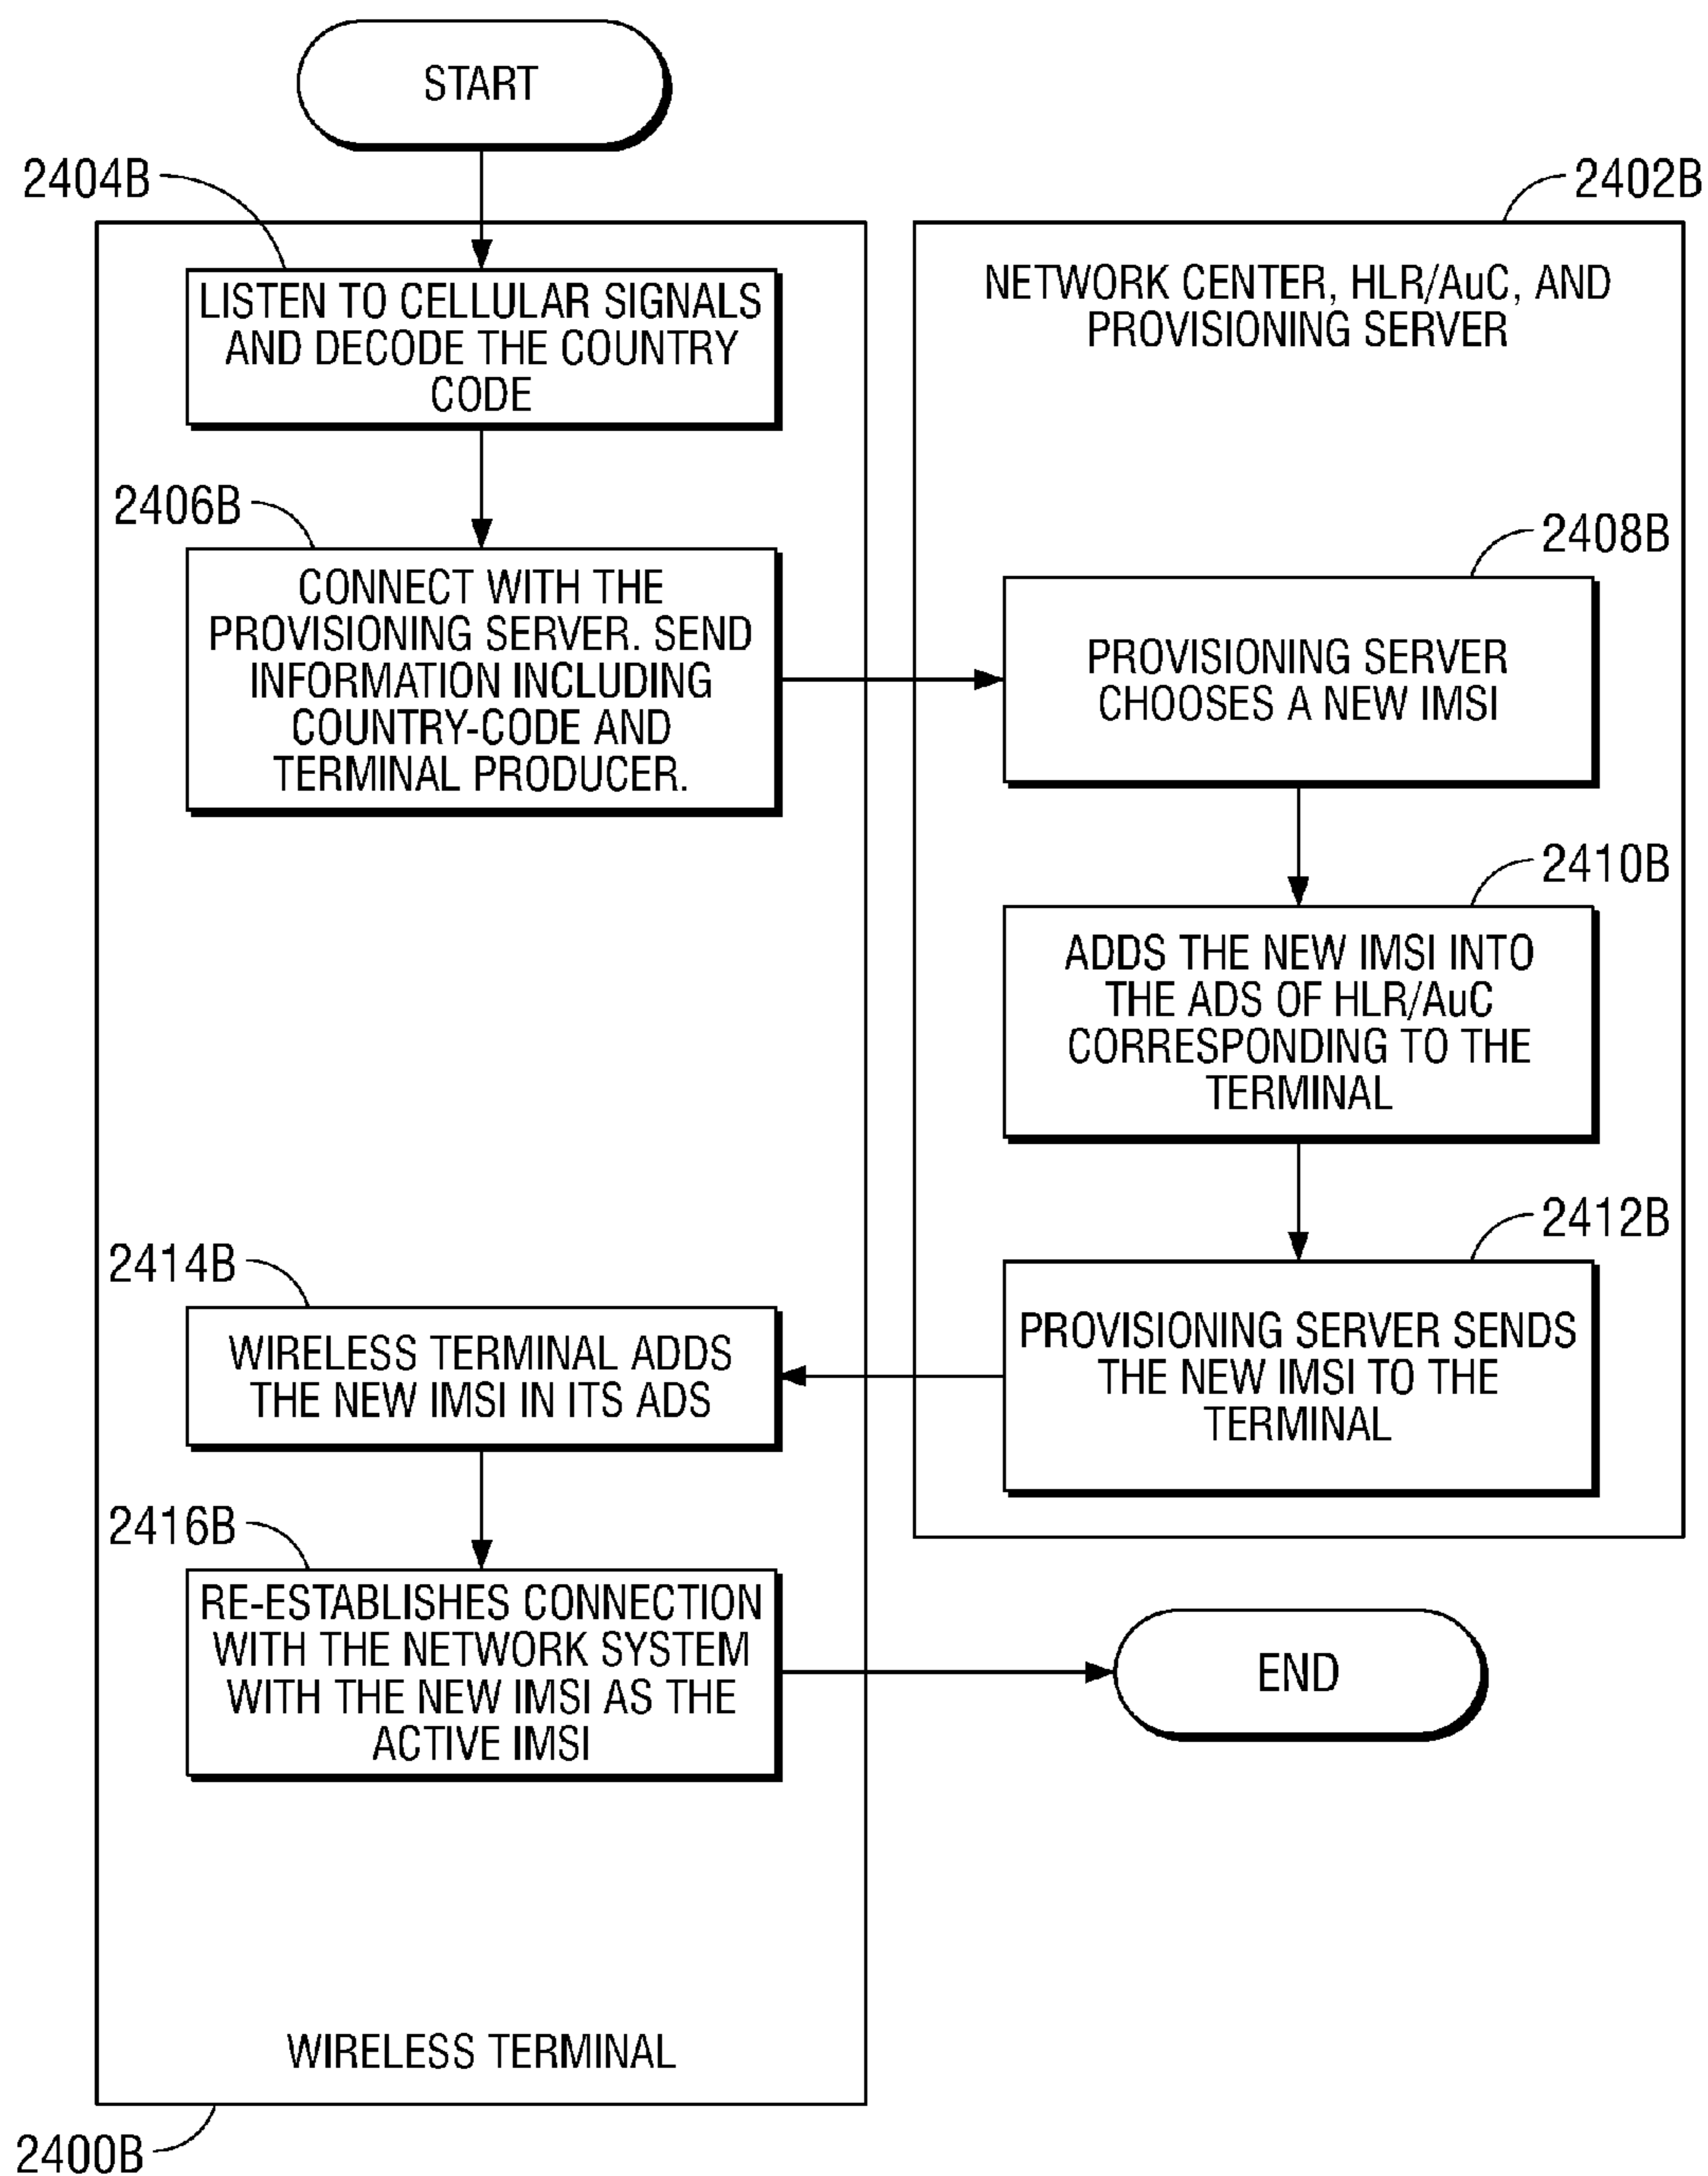 START
2404B
2402B
LISTEN TO CELLULAR SIGNALS
AND DECODE THE COUNTRY
CODE
NETWORK CENTER, HLR/AuC, AND
PROVISIONING SERVER
2406B
CONNECT WITH THE
PROVISIONING SERVER. SEND
INFORMATION INCLUDING
COUNTRY-CODE AND
TERMINAL PRODUCER.
2408B
PROVISIONING SERVER
CHOOSES A NEW IMSI
2410B
ADDS THE NEW IMSI INTO
THE ADS OF HLR/AuC
CORRESPONDING TO THE
TERMINAL
2412B
PROVISIONING SERVER SENDS
THE NEW IMSI TO THE
TERMINAL
2414B
WIRELESS TERMINAL ADDS
THE NEW IMSI IN ITS ADS
2416B
RE-ESTABLISHES CONNECTION
WITH THE NETWORK SYSTEM
WITH THE NEW IMSI AS THE
ACTIVE IMSI
END
WIRELESS TERMINAL
2400B